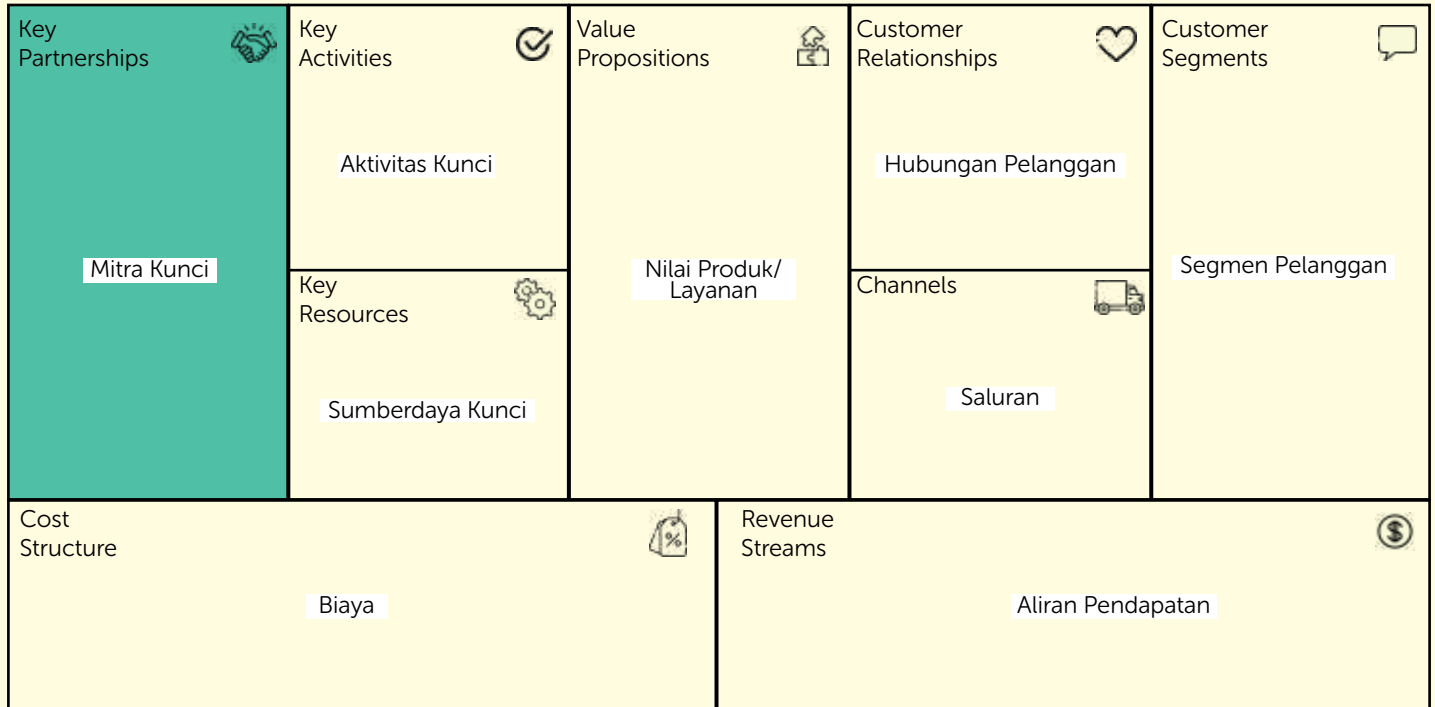 Key
Partnerships
Mitra Kunci
Key
Activities
Aktivitas Kunci
Key
Resources
Sumberdaya Kunci
Value
Propositions
Nilai Produk/
Layanan
Customer
Relationships
Hubungan Pelanggan
Channels
Saluran
Customer
Segments
Segmen Pelanggan
Cost
Structure
%
Biaya
Revenue
Streams
$
Aliran Pendapatan